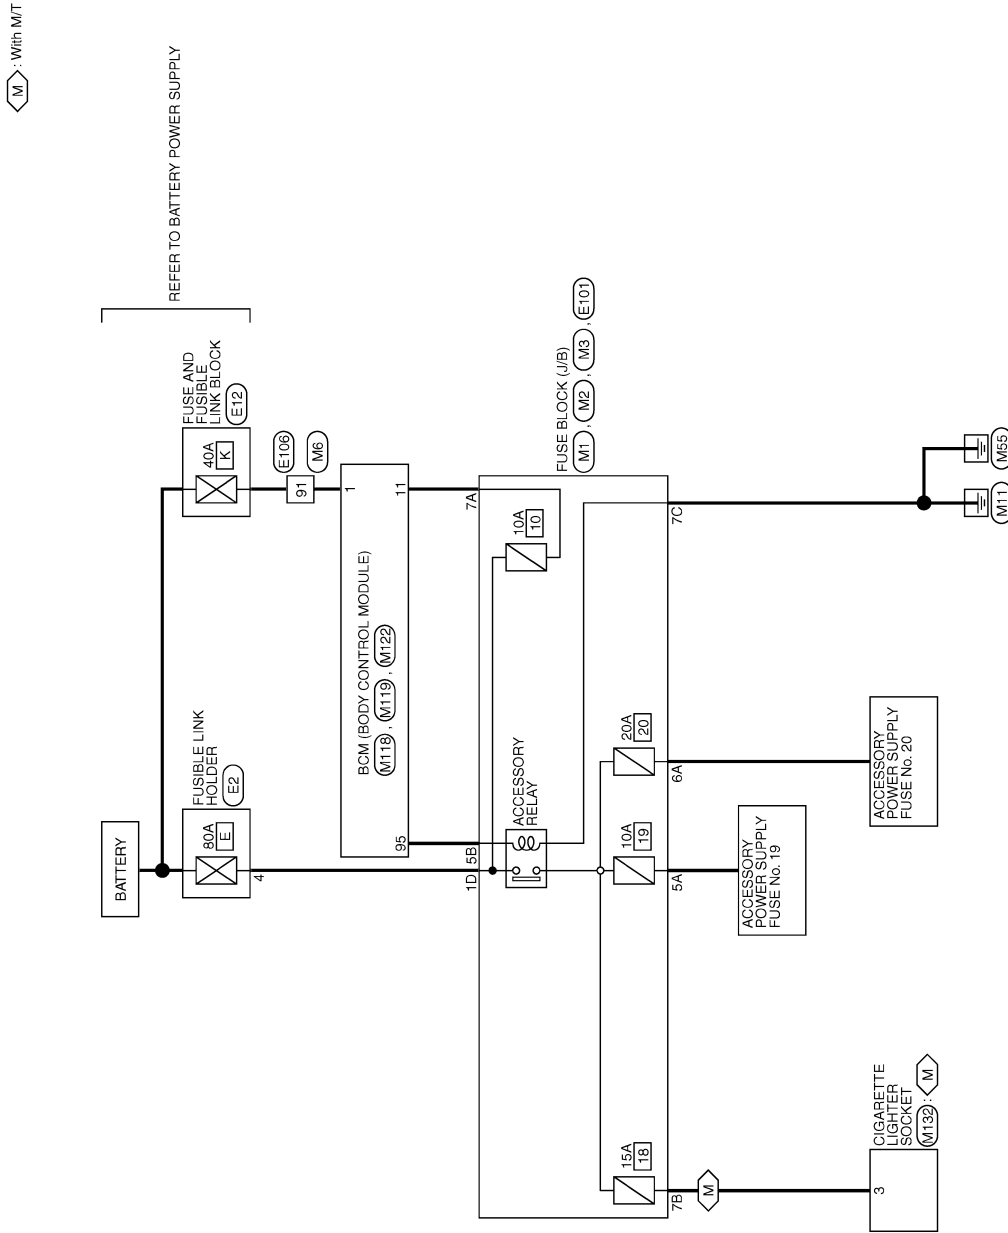 M : With M/T
REFER TO BATTERY POWER SUPPLY
BATTERY
FUSIBLE LINK
HOLDER
E2
80A
E
4
FUSE AND
FUSIBLE
LINK BLOCK
E12
40A
K
E106
M6
91
BCM (BODY CONTROL MODULE)
M118 , M119 , M122
1
11
95
FUSE BLOCK (J/B)
M1 , M2 , M3 , E101
1D
5B
7A
10A
10
ACCESSORY
RELAY
15A
18
10A
19
20A
20
7B
5A
6A
7C
M
ACCESSORY
POWER SUPPLY
FUSE No. 19
ACCESSORY
POWER SUPPLY
FUSE No. 20
CIGARETTE
LIGHTER
SOCKET
M132 : M
3
M11
M55